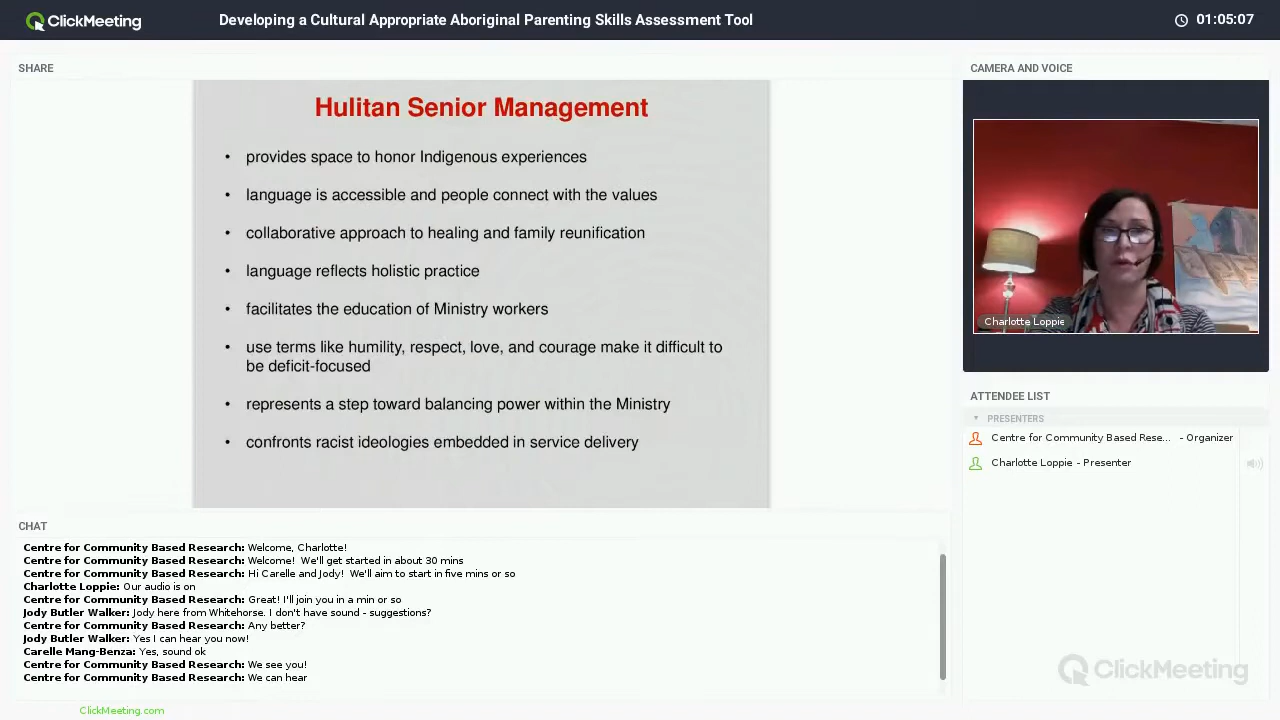 ClickMeeting
Developing a Cultural Appropriate Aboriginal Parenting Skills Assessment Tool
01:05:07
SHARE
Hulitan Senior Management
• provides space to honor Indigenous experiences
• language is accessible and people connect with the values
• collaborative approach to healing and family reunification
• language reflects holistic practice
• facilitates the education of Ministry workers
• use terms like humility, respect, love, and courage make it difficult to
be deficit-focused
• represents a step toward balancing power within the Ministry
• confronts racist ideologies embedded in service delivery
CAMERA AND VOICE
Charlotte Loppie
ATTENDEE LIST
PRESENTERS
Centre for Community Based Rese... - Organizer
Charlotte Loppie - Presenter
CHAT
Centre for Community Based Research: Welcome, Charlotte!
Centre for Community Based Research: Welcome! We'll get started in about 30 mins
Centre for Community Based Research: Hi Carelle and Jody! We'll aim to start in five mins or so
Charlotte Loppie: Our audio is on
Centre for Community Based Research: Great! I'll join you in a min or so
Jody Butler Walker: Jody here from Whitehorse. I don't have sound - suggestions?
Centre for Community Based Research: Any better?
Jody Butler Walker: Yes I can hear you now!
Carelle Mang-Benza: Yes, sound ok
Centre for Community Based Research: We see you!
Centre for Community Based Research: We can hear
ClickMeeting
ClickMeeting.com